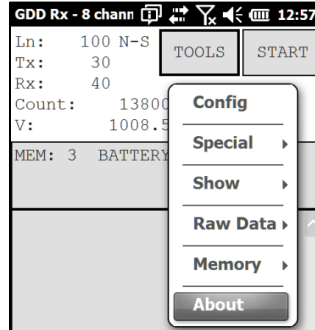 GDD Rx - 8 chann 12:57
Ln: 100 N-S
Tx: 30
Rx: 40
Count: 13800
V: 1008.5
TOOLS
START
MEM: 3 BATTERY
Config
Special
Show
Raw Data
Memory
About